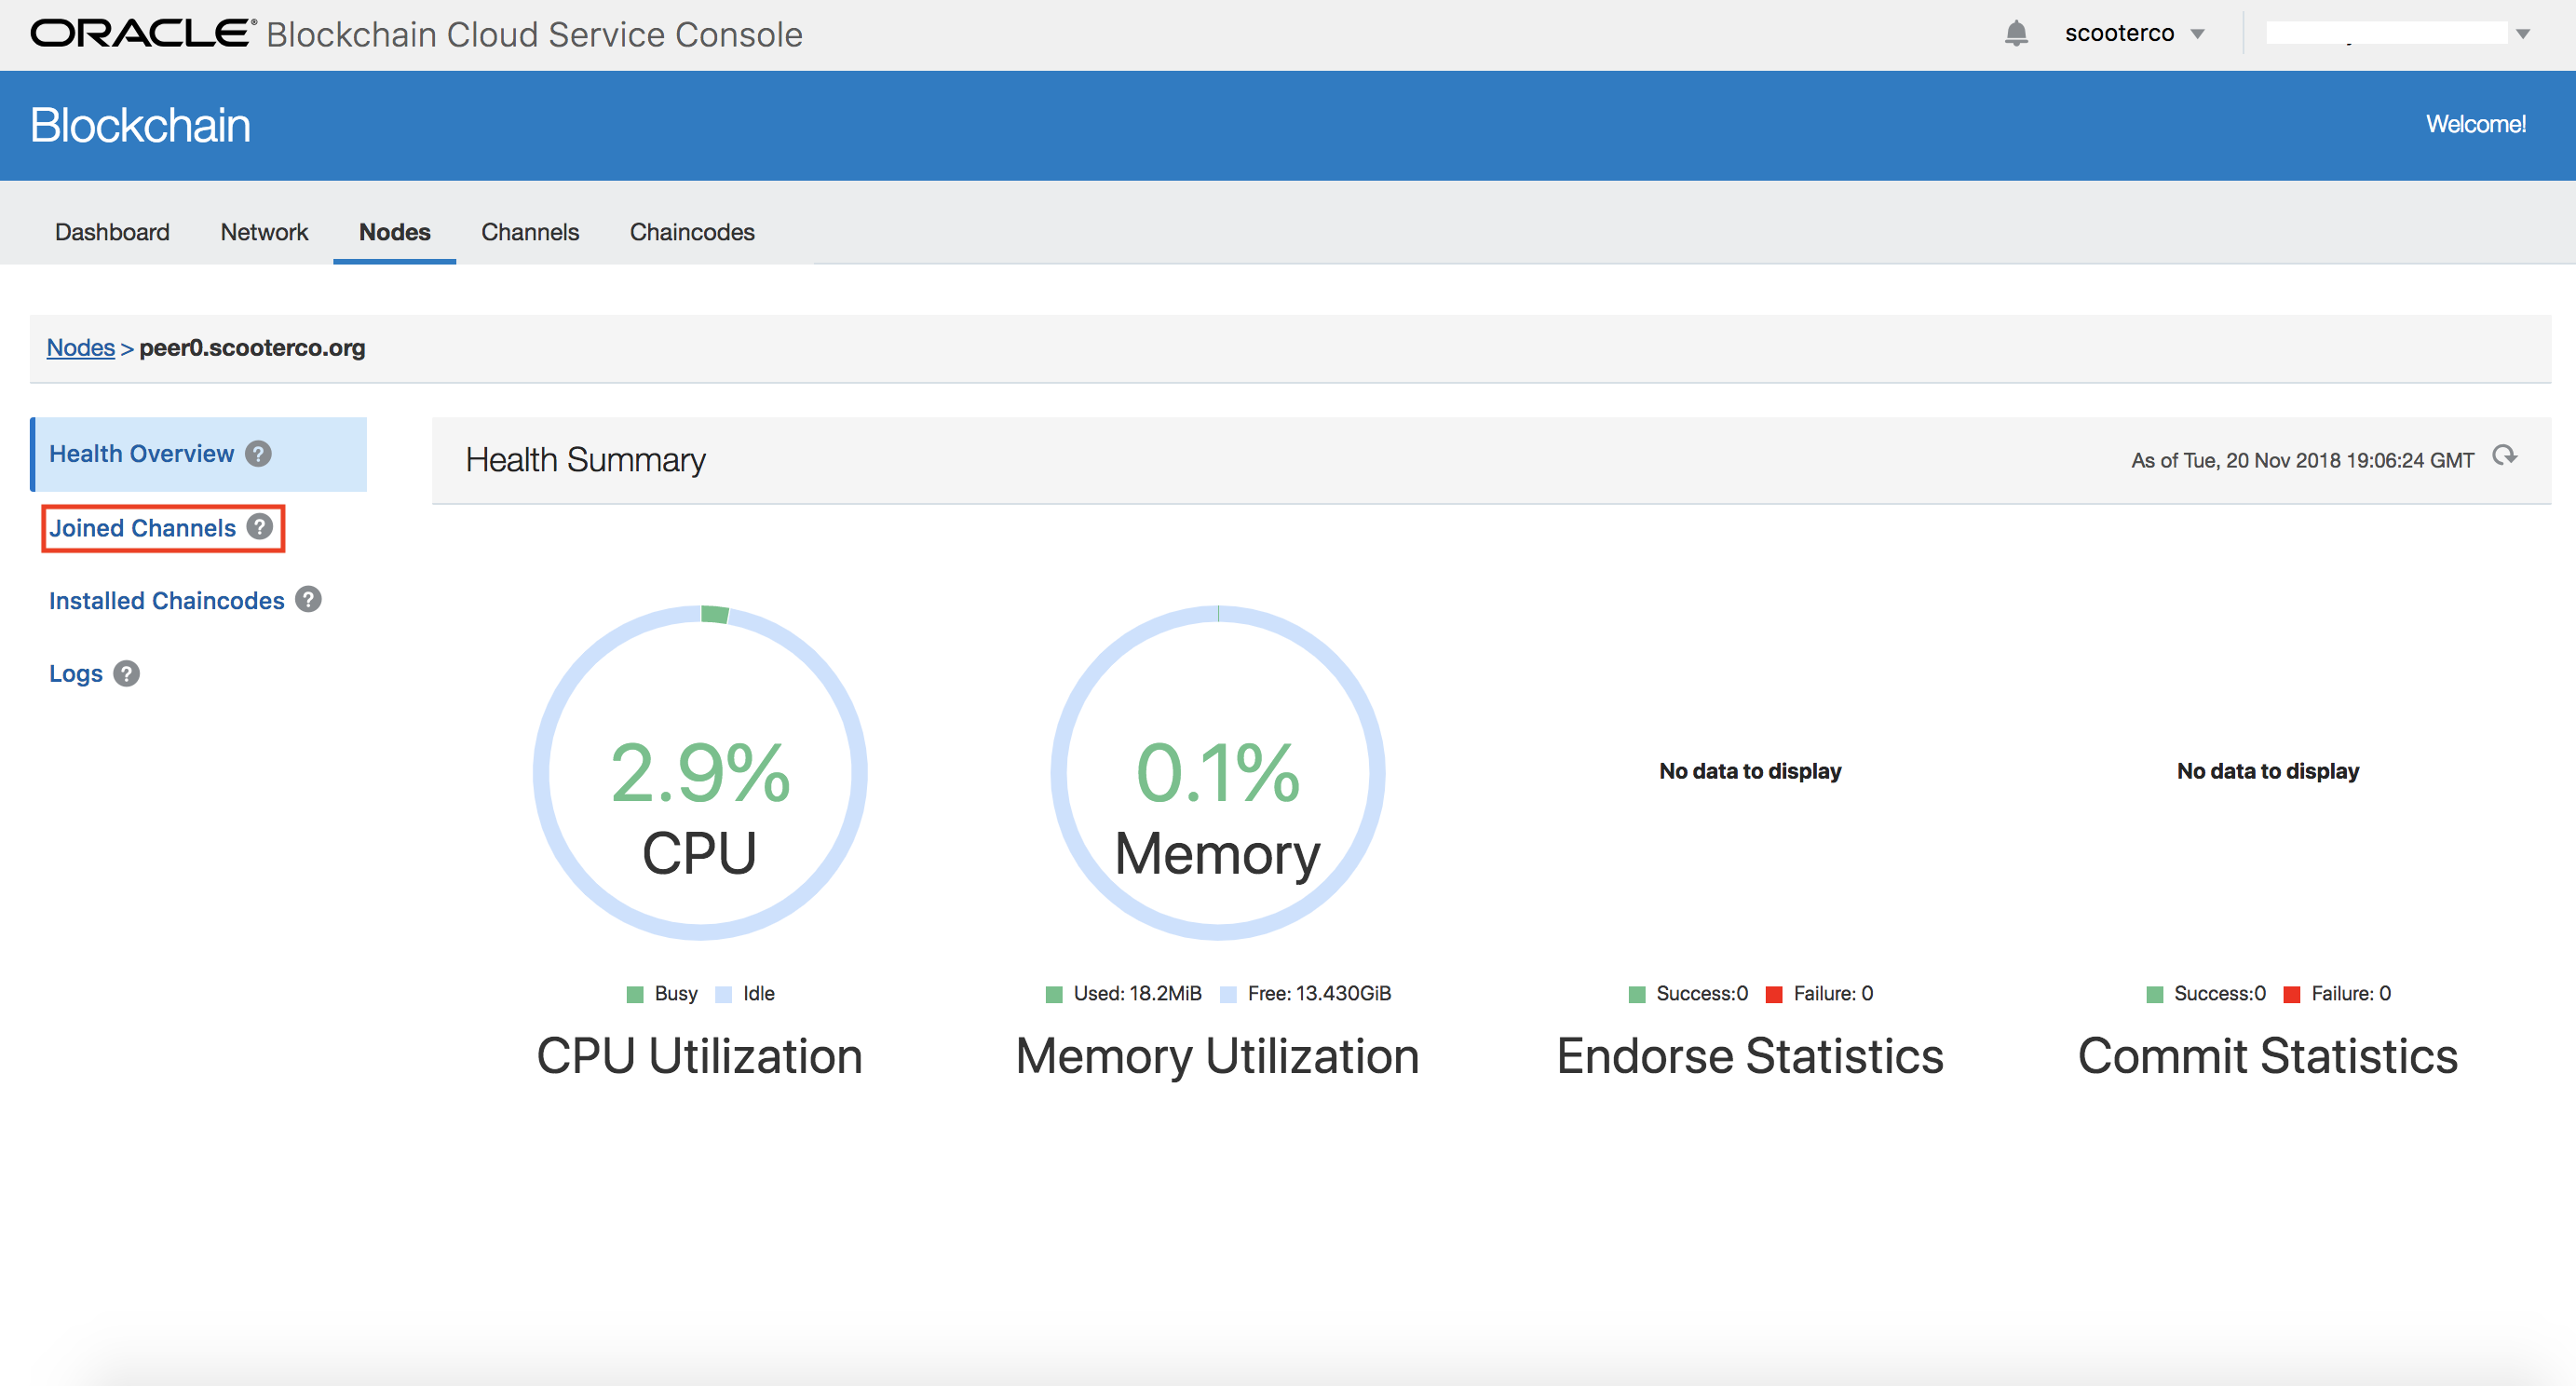 ORACLE® Blockchain Cloud Service Console
scooterco
Blockchain
Welcome!
Dashboard Network Nodes Channels Chaincodes
Nodes > peer0.scooterco.org
Health Overview ?
Joined Channels ?
Installed Chaincodes ?
Logs ?
Health Summary
As of Tue, 20 Nov 2018 19:06:24 GMT
2.9%
CPU
Busy Idle
CPU Utilization
0.1%
Memory
Used: 18.2MiB Free: 13.430GiB
Memory Utilization
No data to display
Success:0 Failure: 0
Endorse Statistics
No data to display
Success:0 Failure: 0
Commit Statistics